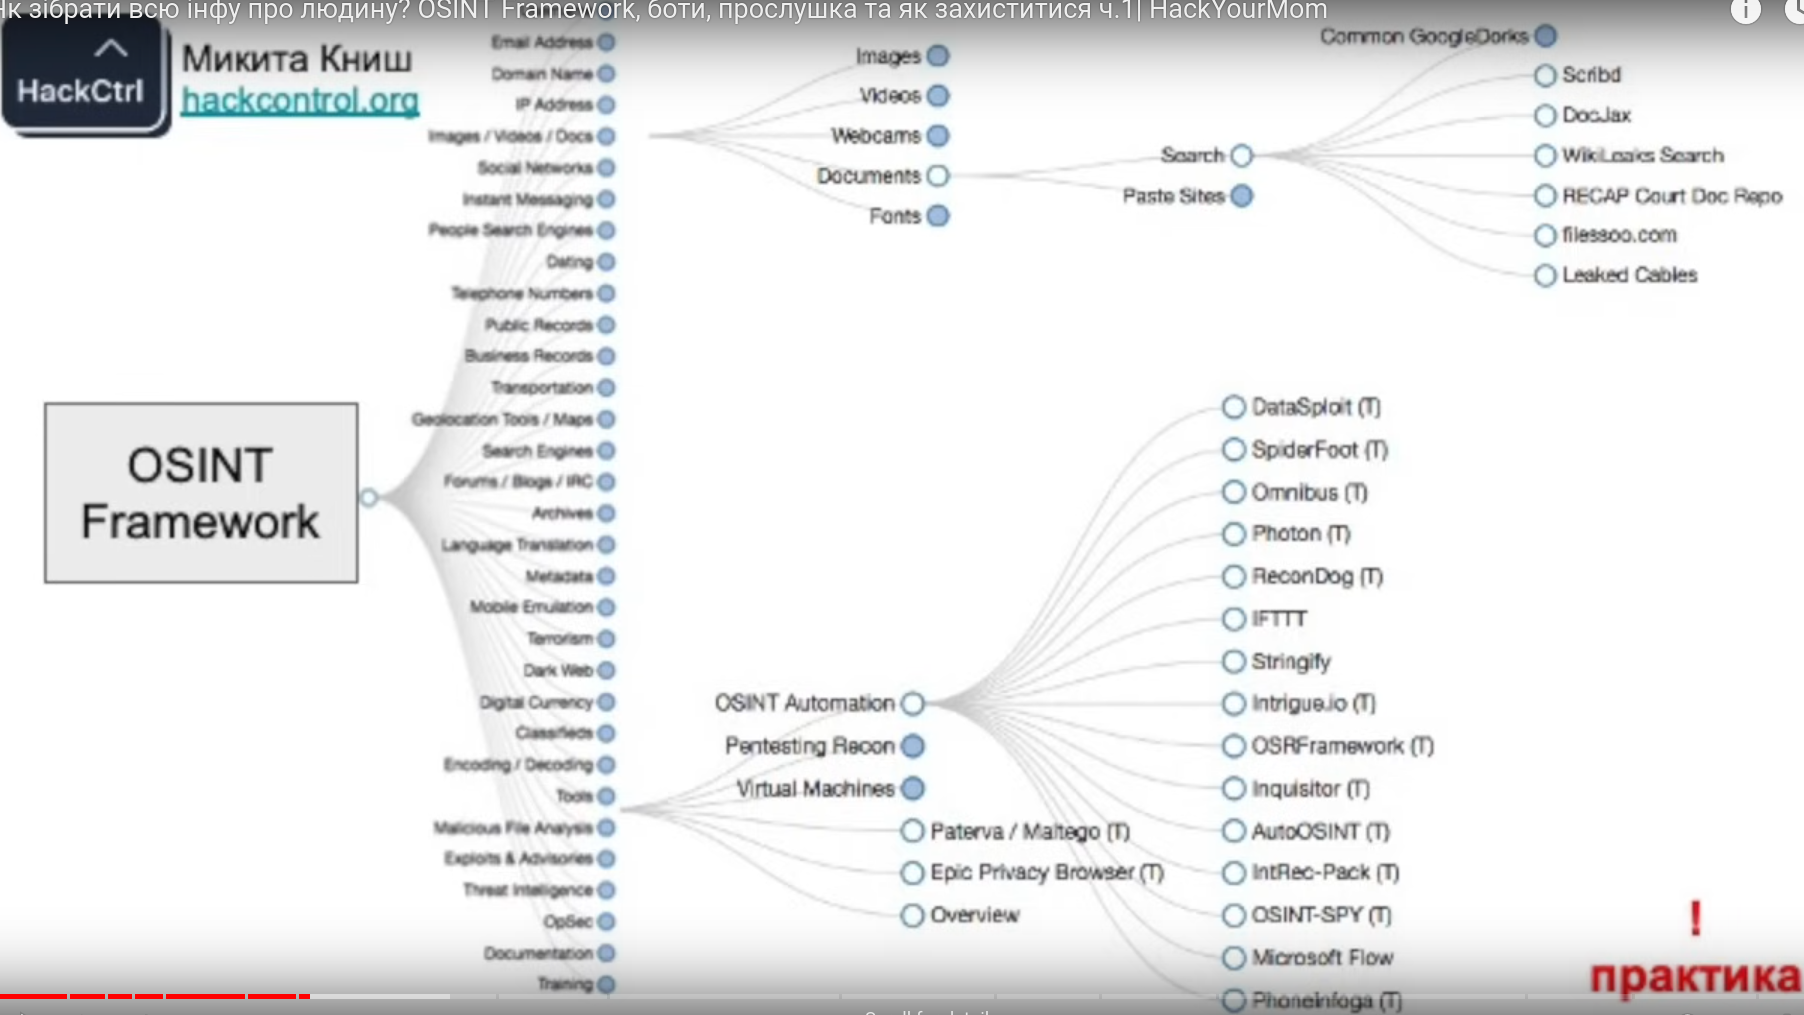 зібрати всю інфу про людину? OSINT Framework, боти, прослушка та як захиститися ч.1| HackYourMom
HackCtrl
Микита Книш
hackcontrol.org
OSINT
Framework
Email Address
Domain Name
IP Address
Images / Videos / Docs
Social Networks
Instant Messaging
People Search Engines
Dating
Telephone Numbers
Public Records
Business Records
Transportation
Geolocation Tools / Maps
Search Engines
Forums / Blogs / IRC
Archives
Language Translation
Metadata
Mobile Emulation
Terrorism
Dark Web
Digital Currency
Classifieds
Encoding / Decoding
Tools
Malicious File Analysis
Exploits & Advisories
Threat Intelligence
OpSec
Documentation
Training
Images
Videos
Webcams
Documents
Fonts
Search
Paste Sites
Common GoogleDorks
Scribd
DocJax
WikiLeaks Search
RECAP Court Doc Repo
filessoo.com
Leaked Cables
OSINT Automation
Pentesting Recon
Virtual Machines
Paterva / Maltego (T)
Epic Privacy Browser (T)
Overview
DataSploit (T)
SpiderFoot (T)
Omnibus (T)
Photon (T)
ReconDog (T)
IFTTT
Stringify
Intrigue.io (T)
OSRFramework (T)
Inquisitor (T)
AutoOSINT (T)
IntRec-Pack (T)
OSINT-SPY (T)
Microsoft Flow
PhoneInfoga (T)
!
практика